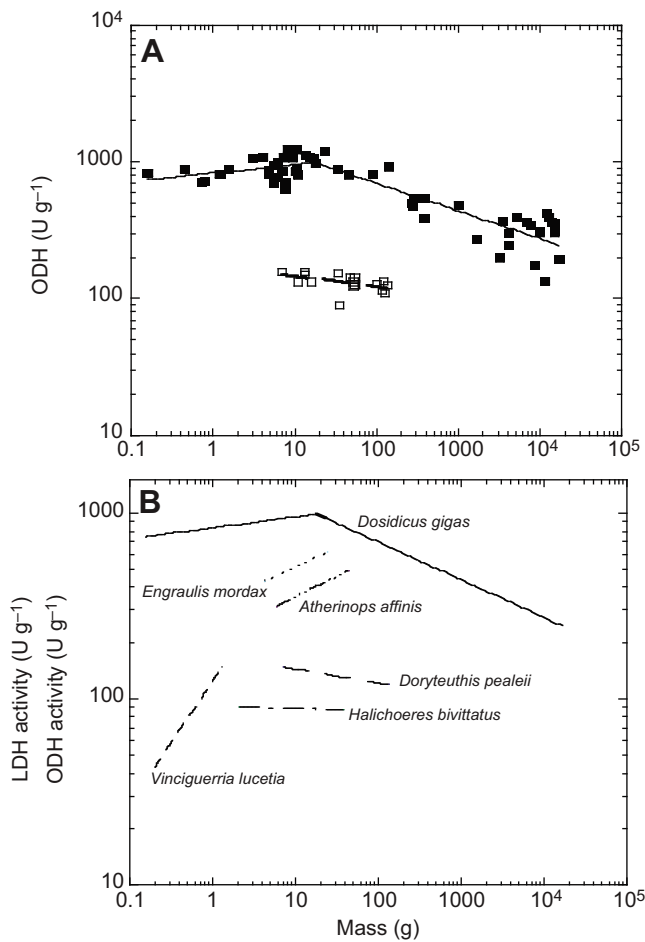 A
10⁴
1000
100
10
ODH (U g⁻¹)
0.1 1 10 100 1000 10⁴ 10⁵
B
1000
100
10
LDH activity (U g⁻¹)
ODH activity (U g⁻¹)
Dosidicus gigas
Engraulis mordax
Atherinops affinis
Doryteuthis pealeii
Halichoeres bivittatus
Vinciguerria lucetia
0.1 1 10 100 1000 10⁴ 10⁵
Mass (g)